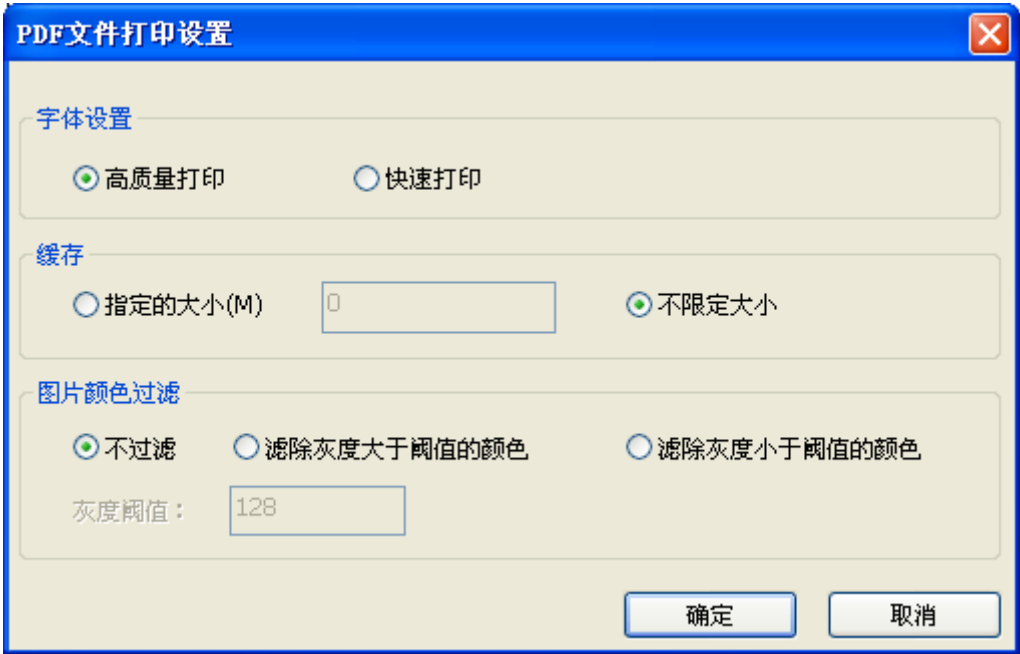 PDF文件打印设置
字体设置
高质量打印 快速打印
缓存
指定的大小(M) 0 不限定大小
图片颜色过滤
不过滤 滤除灰度大于阈值的颜色 滤除灰度小于阈值的颜色
灰度阈值： 128
确定 取消